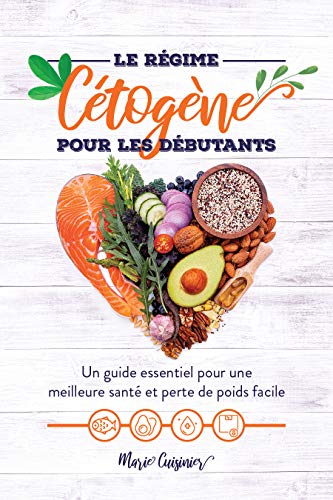 LE RÉGIME
Cétogène
POUR LES DÉBUTANTS
Un guide essentiel pour une
meilleure santé et perte de poids facile
Marie Cuisinier